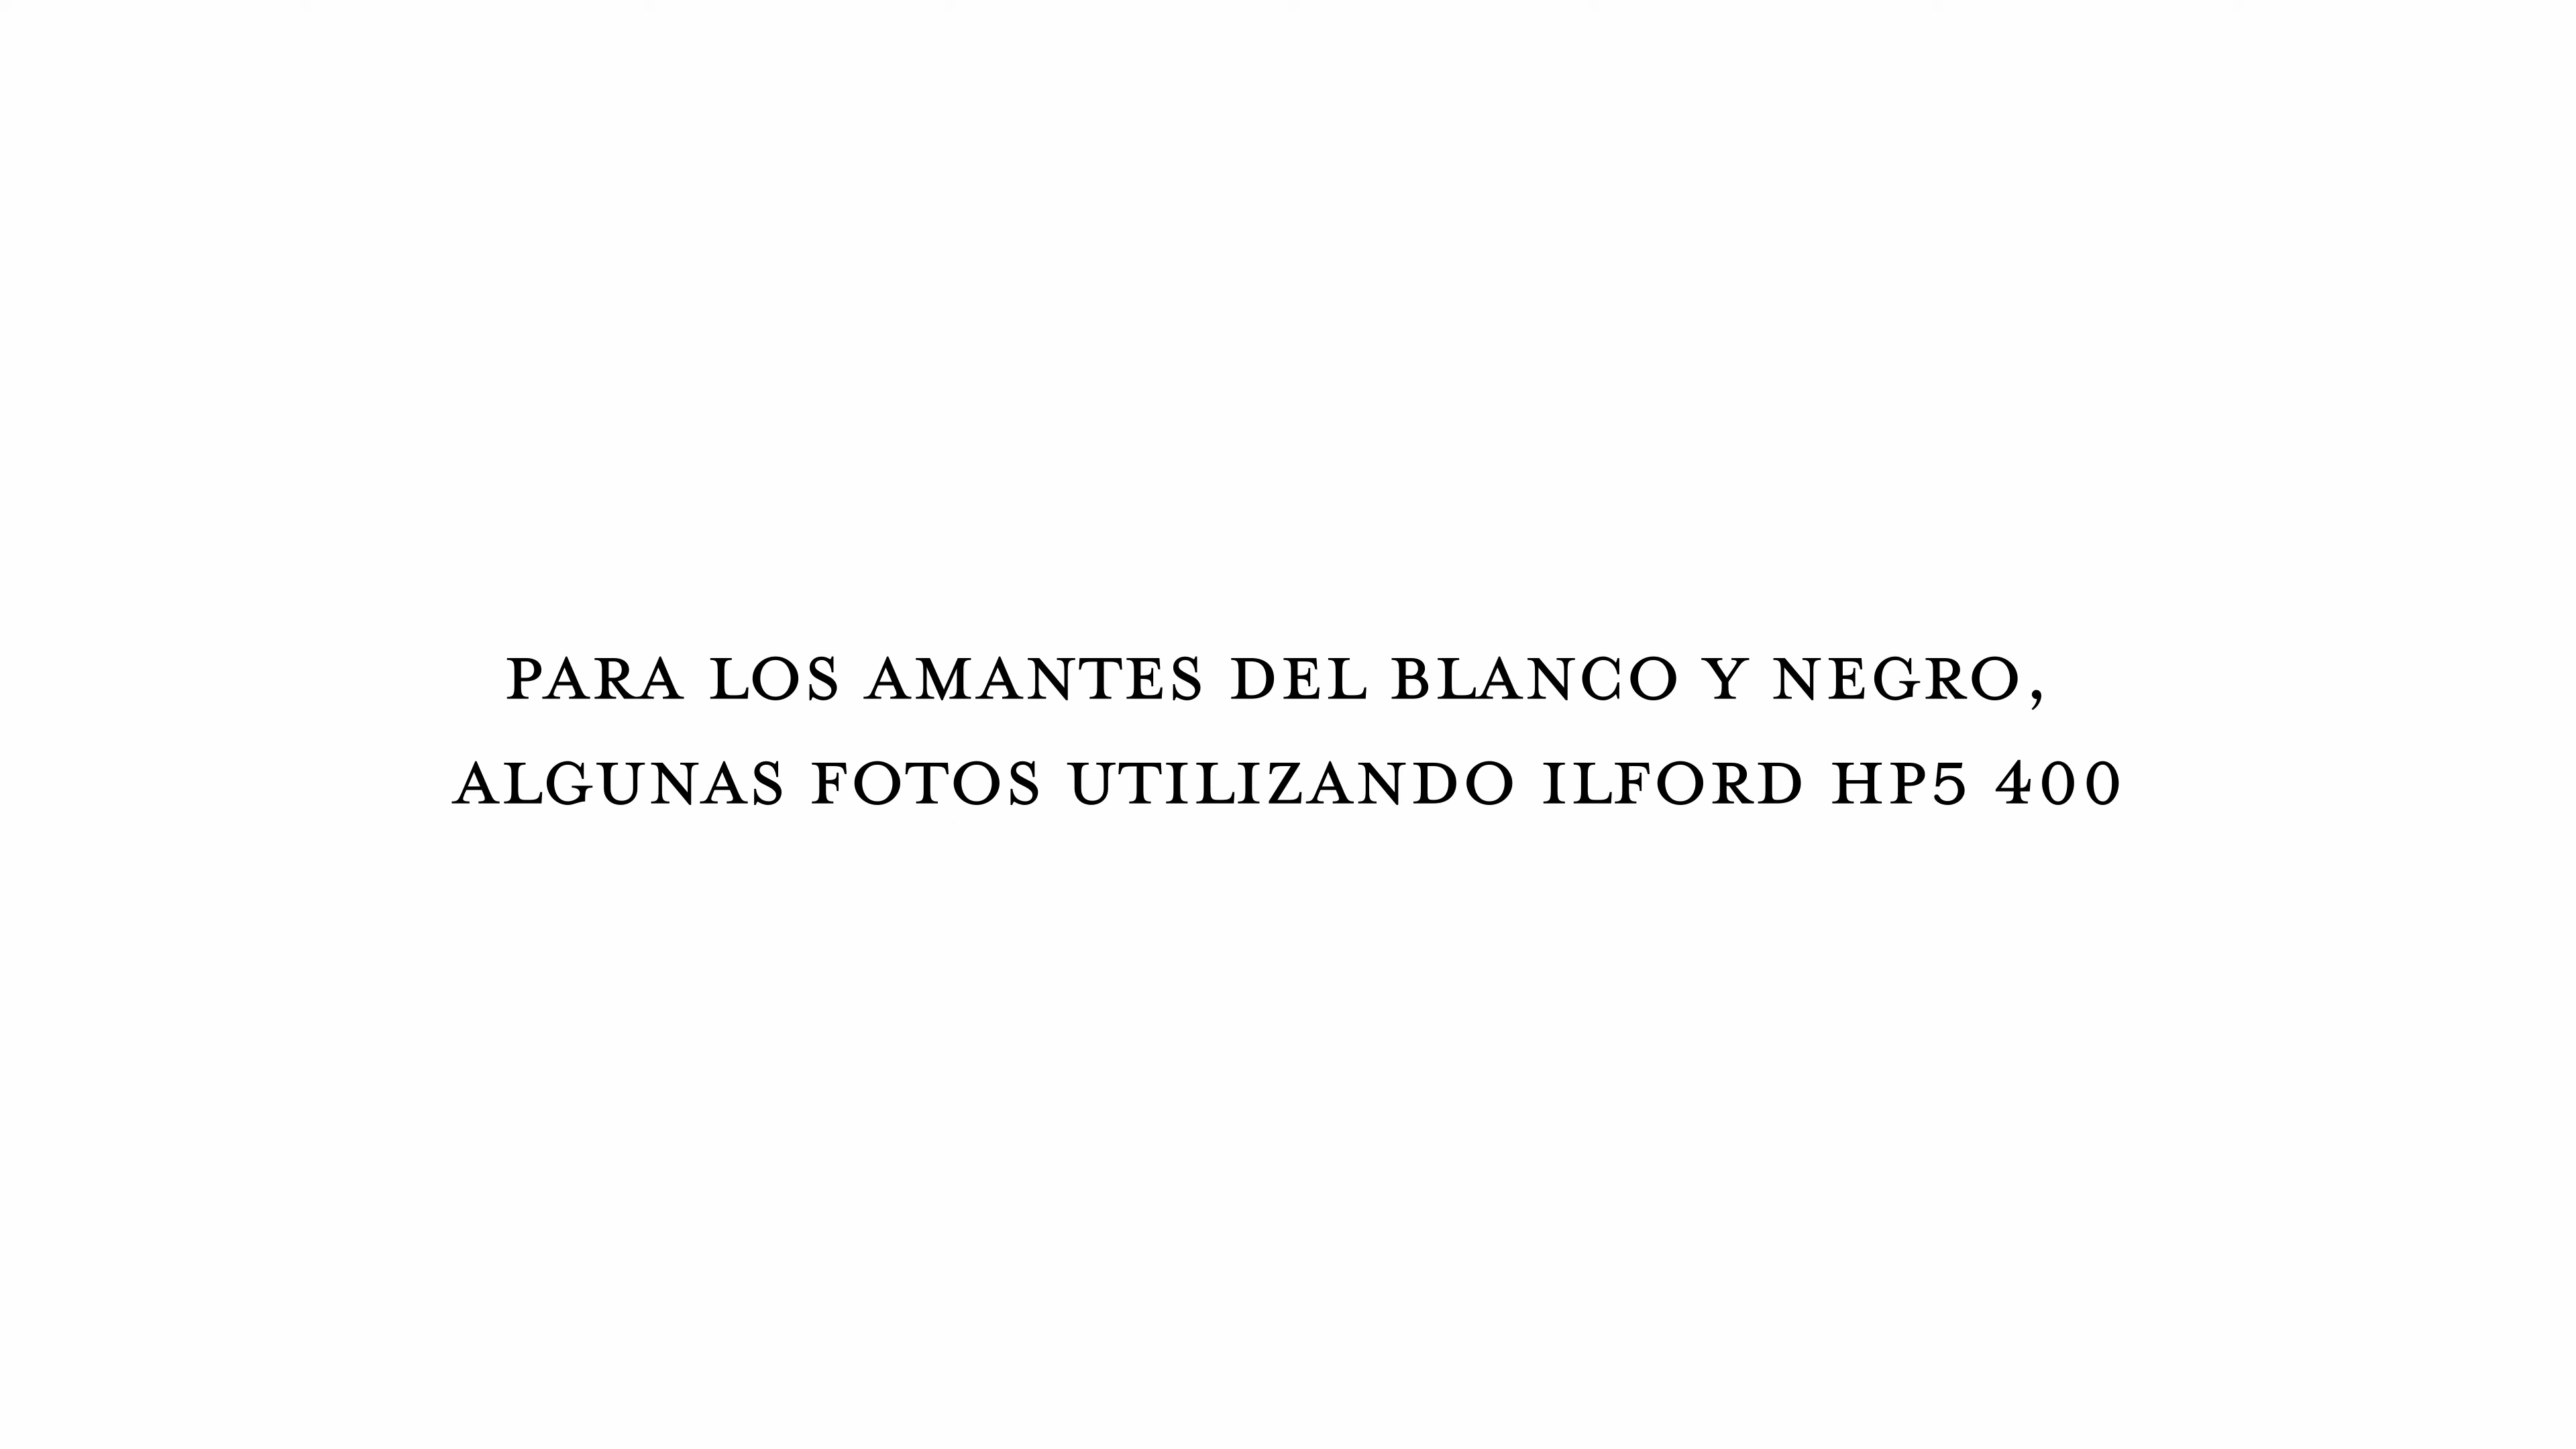 PARA LOS AMANTES DEL BLANCO Y NEGRO,
ALGUNAS FOTOS UTILIZANDO ILFORD HP5 400